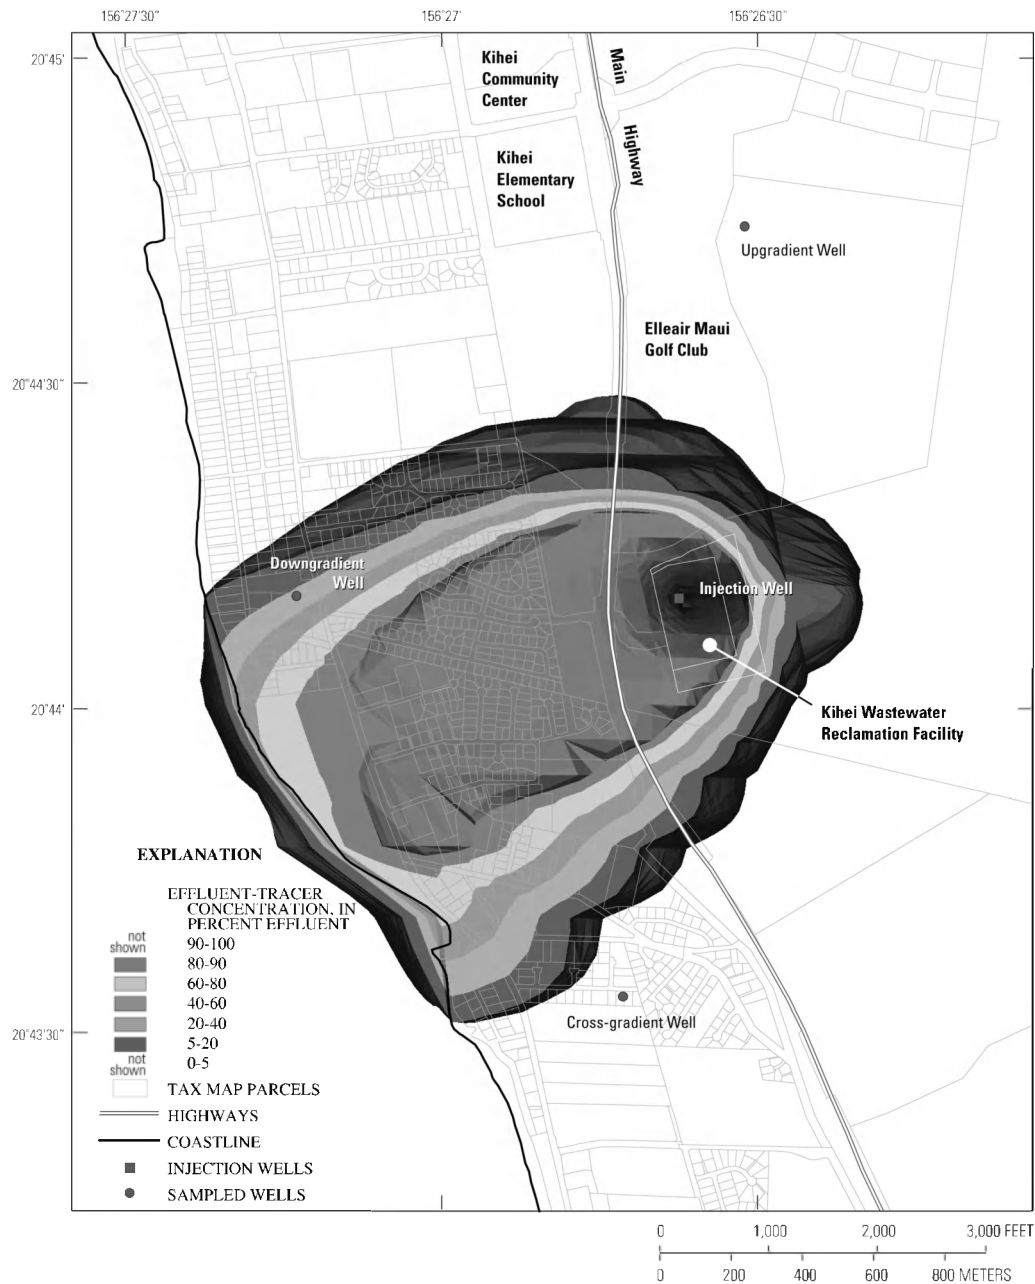 156°27'30"
156°27'
156°26'30"
20°45'
Kihei
Community
Center
Main
Highway
Kihei
Elementary
School
Upgradient Well
Elleair Maui
Golf Club
20°44'30"
Downgradient
Well
Injection Well
20°44'
Kihei Wastewater
Reclamation Facility
EXPLANATION
EFFLUENT-TRACER
CONCENTRATION, IN
PERCENT EFFLUENT
not
shown
90-100
80-90
60-80
40-60
20-40
5-20
not
shown
0-5
TAX MAP PARCELS
HIGHWAYS
COASTLINE
INJECTION WELLS
SAMPLED WELLS
Cross-gradient Well
20°43'30"
0 1,000 2,000 3,000 FEET
0 200 400 600 800 METERS